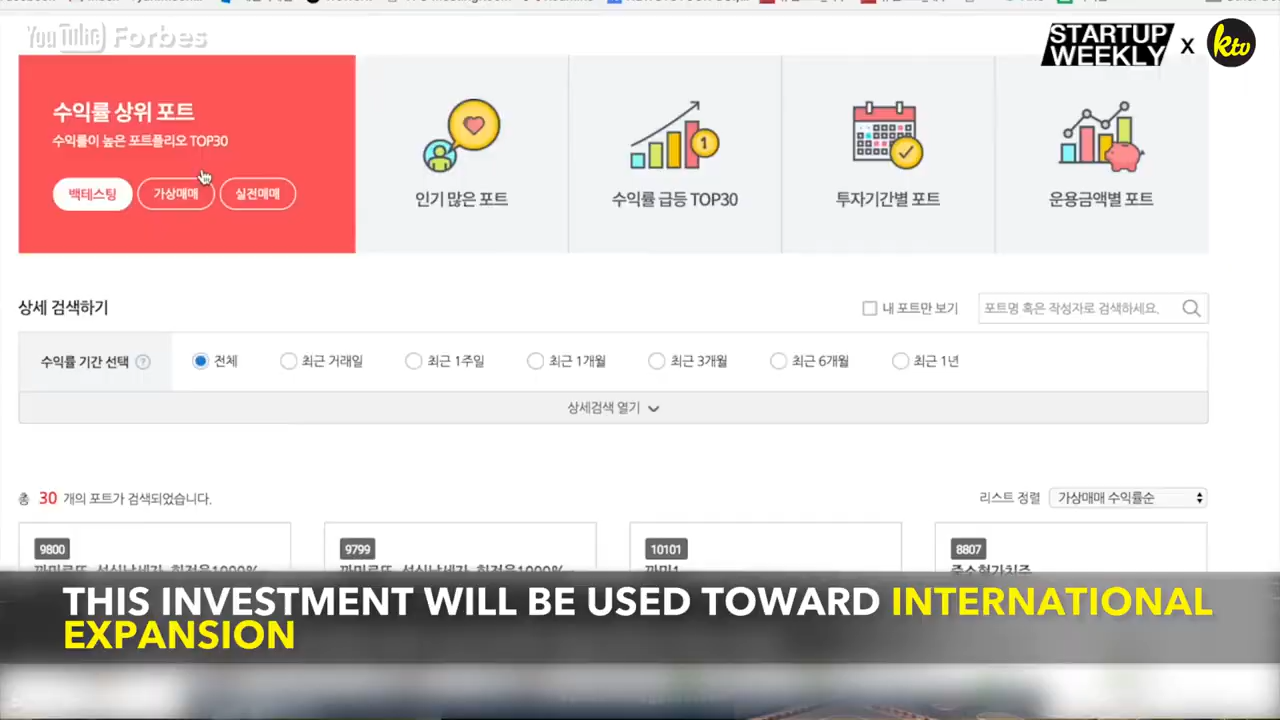 YouTube Forbes
STARTUP
WEEKLY X ktv
수익률 상위 포트
수익률이 높은 포트폴리오 TOP30
백테스팅 가상매매 실전매매
인기 많은 포트
수익률 급등 TOP30
투자기간별 포트
운용금액별 포트
상세 검색하기
내 포트만 보기
포트명 혹은 작성자로 검색하세요.
수익률 기간 선택 ? 전체 최근 거래일 최근 1주일 최근 1개월 최근 3개월 최근 6개월 최근 1년
상세검색 열기
총 30 개의 포트가 검색되었습니다.
리스트 정렬 가상매매 수익률순
9800
9799
10101
8807
THIS INVESTMENT WILL BE USED TOWARD INTERNATIONAL
EXPANSION